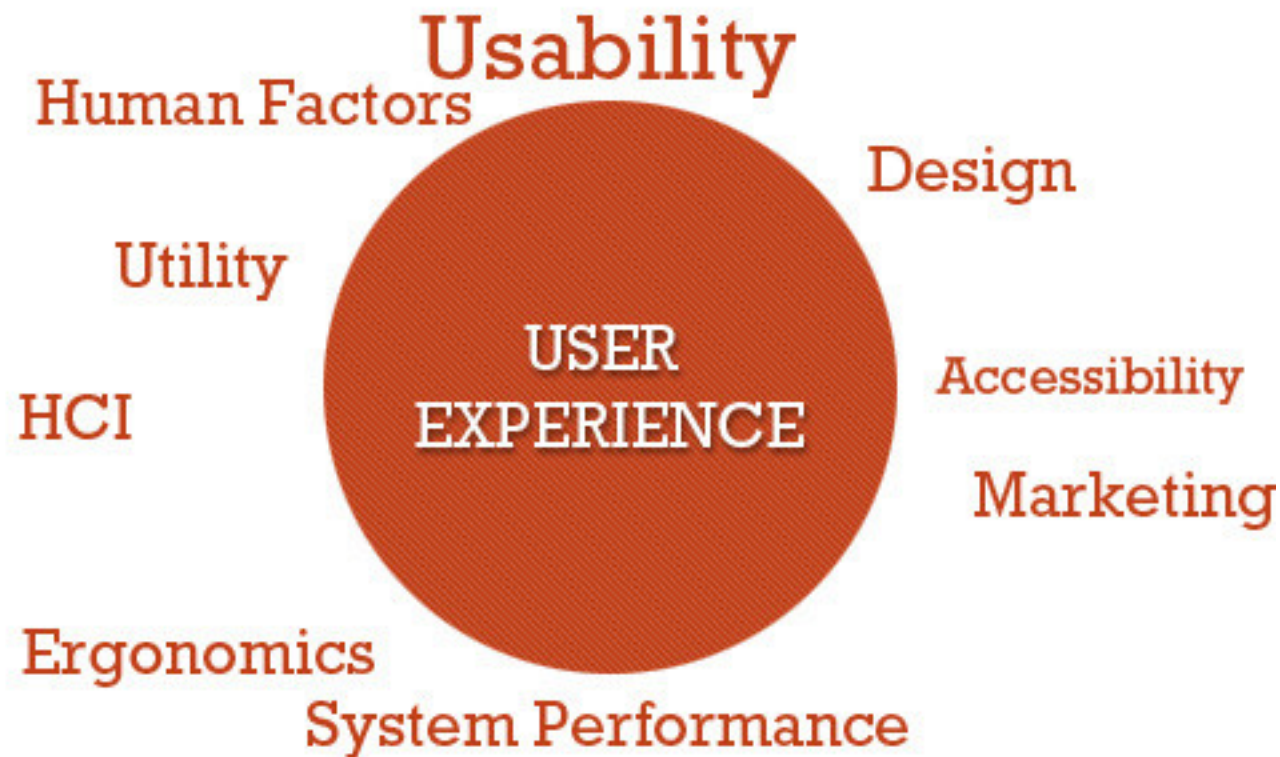 Usability
Human Factors
Design
Utility
USER
EXPERIENCE
Accessibility
HCI
Marketing
Ergonomics
System Performance